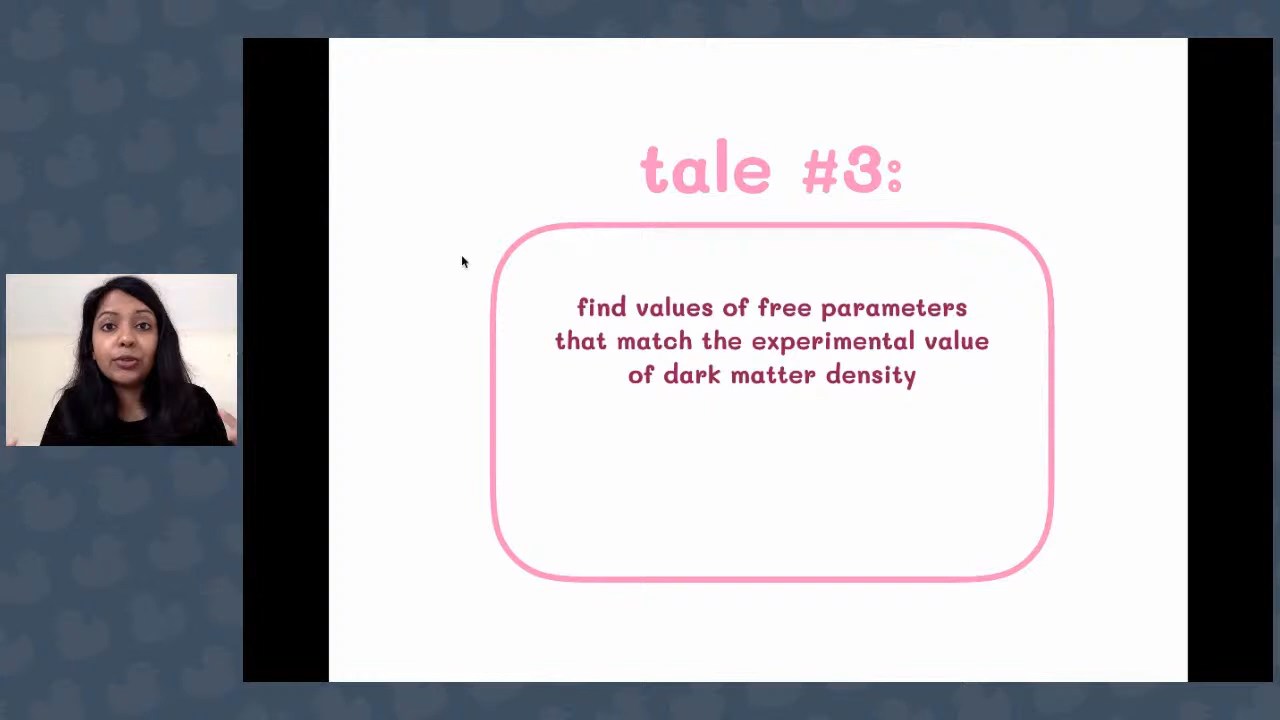 tale #3:
find values of free parameters
that match the experimental value
of dark matter density